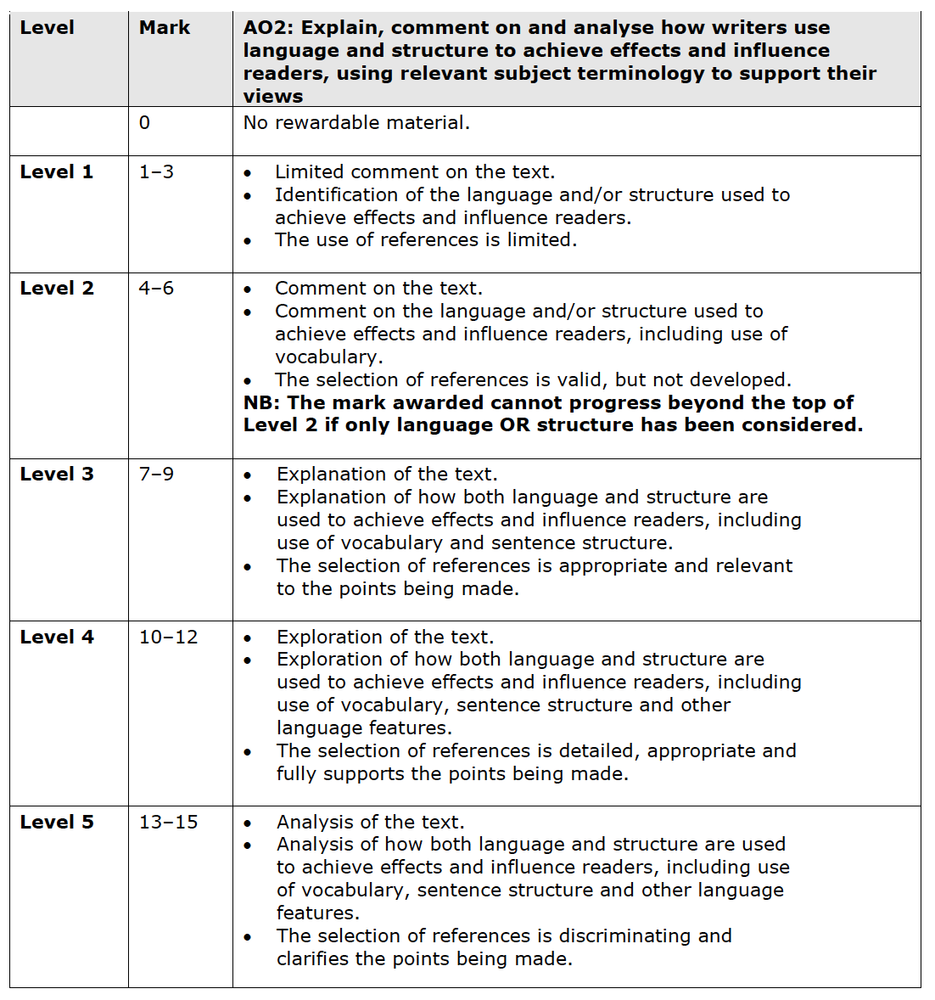 Level Mark AO2: Explain, comment on and analyse how writers use
language and structure to achieve effects and influence
readers, using relevant subject terminology to support their
views
0 No rewardable material.
Level 1 1–3 • Limited comment on the text.
• Identification of the language and/or structure used to
achieve effects and influence readers.
• The use of references is limited.
Level 2 4–6 • Comment on the text.
• Comment on the language and/or structure used to
achieve effects and influence readers, including use of
vocabulary.
• The selection of references is valid, but not developed.
NB: The mark awarded cannot progress beyond the top of
Level 2 if only language OR structure has been considered.
Level 3 7–9 • Explanation of the text.
• Explanation of how both language and structure are
used to achieve effects and influence readers, including
use of vocabulary and sentence structure.
• The selection of references is appropriate and relevant
to the points being made.
Level 4 10–12 • Exploration of the text.
• Exploration of how both language and structure are
used to achieve effects and influence readers, including
use of vocabulary, sentence structure and other
language features.
• The selection of references is detailed, appropriate and
fully supports the points being made.
Level 5 13–15 • Analysis of the text.
• Analysis of how both language and structure are used
to achieve effects and influence readers, including use
of vocabulary, sentence structure and other language
features.
• The selection of references is discriminating and
clarifies the points being made.